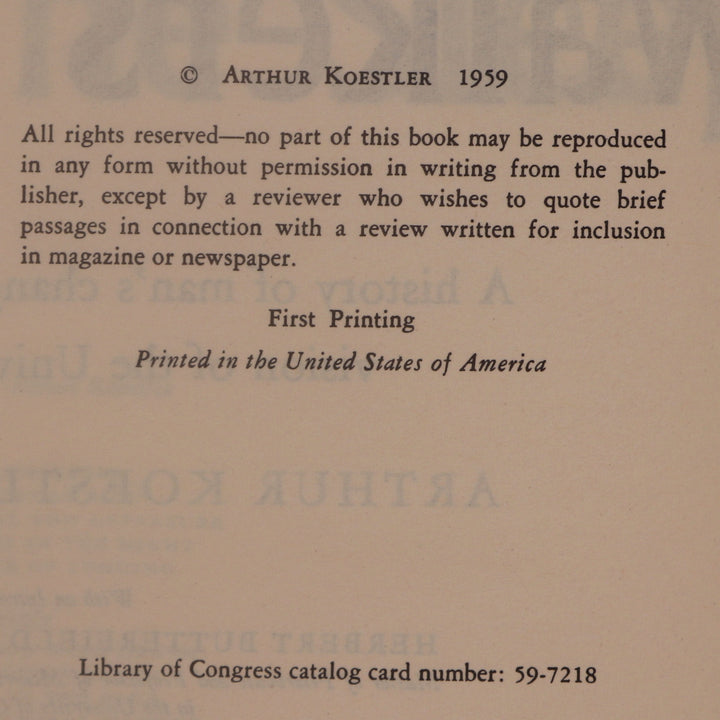 © ARTHUR KOESTLER 1959
All rights reserved—no part of this book may be reproduced
in any form without permission in writing from the pub-
lisher, except by a reviewer who wishes to quote brief
passages in connection with a review written for inclusion
in magazine or newspaper.
First Printing
Printed in the United States of America
Library of Congress catalog card number: 59-7218